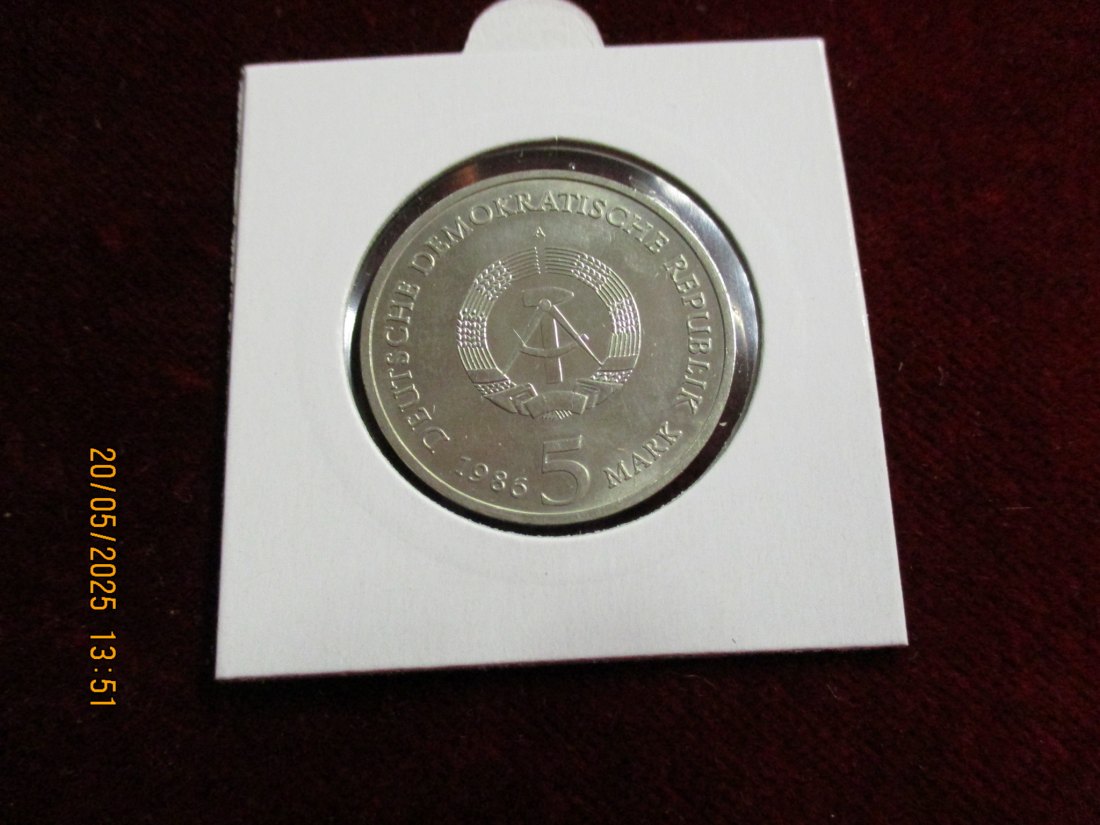 DEUTSCHE DEMOKRATISCHE REPUBLIK
A
1986 5 MARK
20/05/2025 13:51